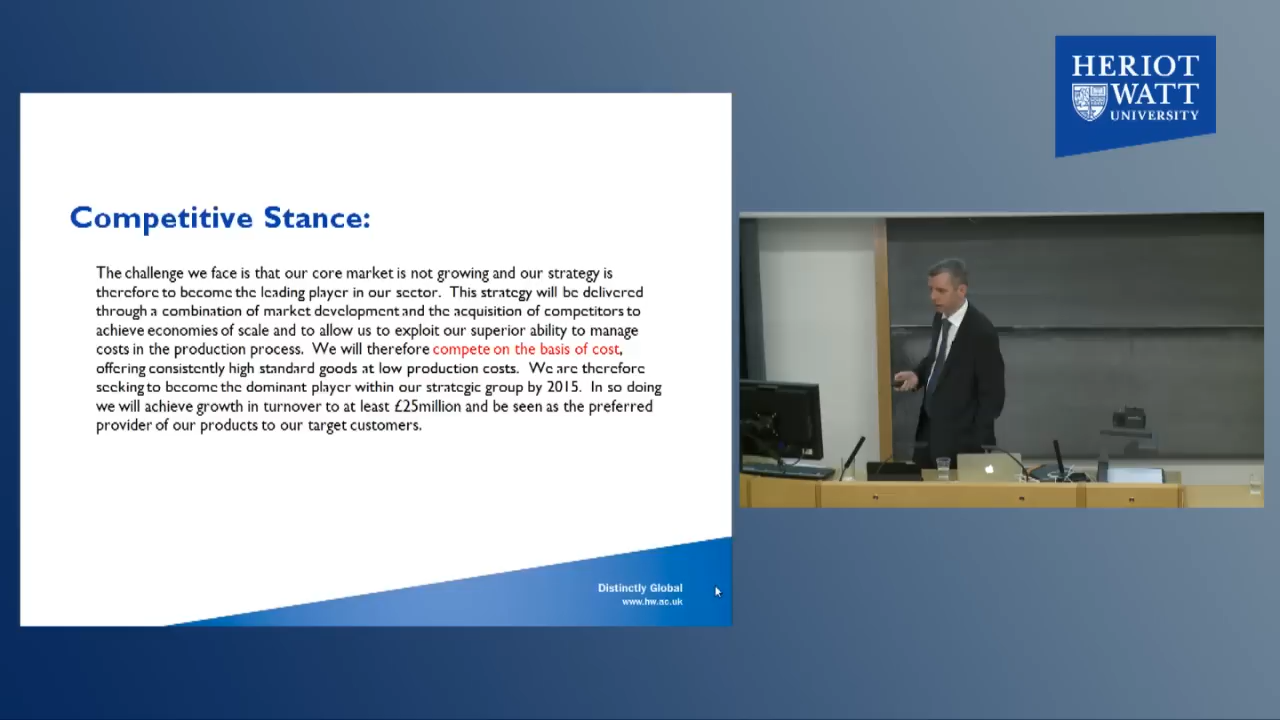 HERIOT
WATT
UNIVERSITY
Competitive Stance:
The challenge we face is that our core market is not growing and our strategy is
therefore to become the leading player in our sector. This strategy will be delivered
through a combination of market development and the acquisition of competitors to
achieve economies of scale and to allow us to exploit our superior ability to manage
costs in the production process. We will therefore compete on the basis of cost,
offering consistently high standard goods at low production costs. We are therefore
seeking to become the dominant player within our strategic group by 2015. In so doing
we will achieve growth in turnover to at least £25million and be seen as the preferred
provider of our products to our target customers.
Distinctly Global
www.hw.ac.uk